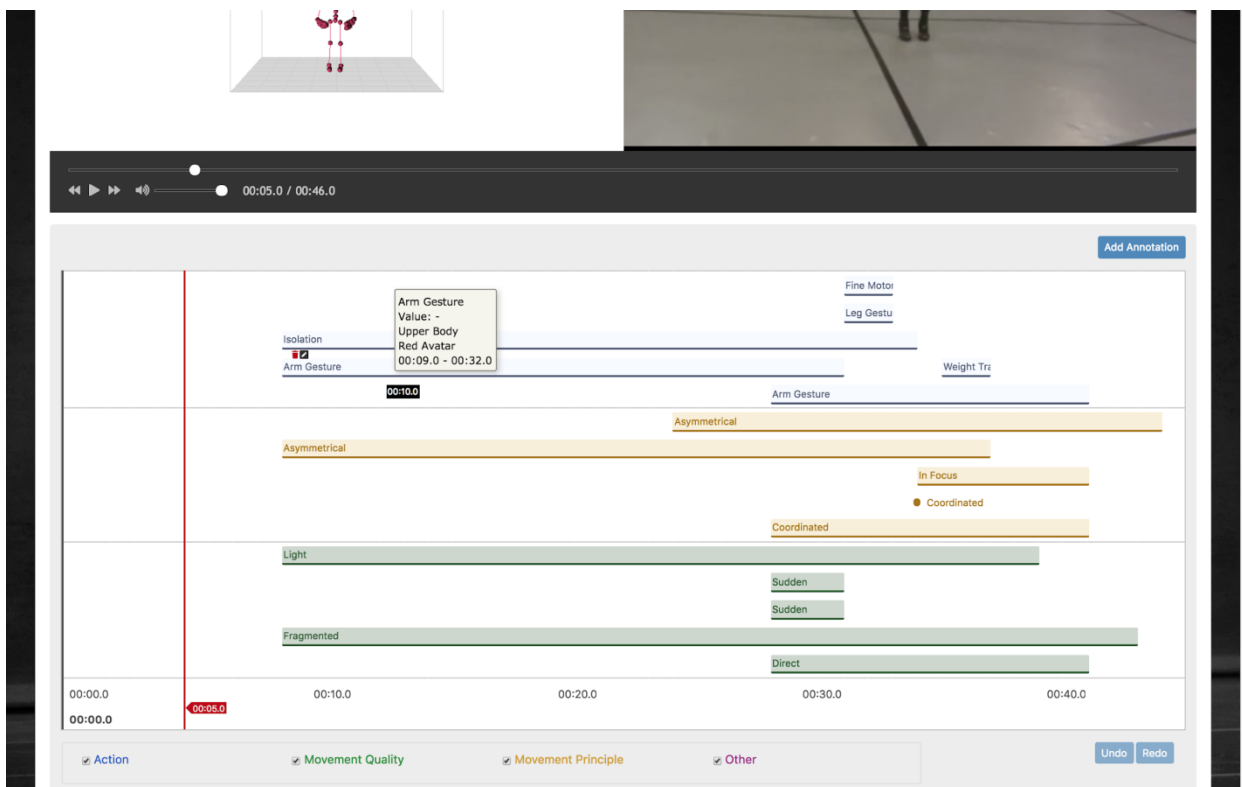 00:05.0 / 00:46.0
Add Annotation
Fine Motor
Leg Gestu
Isolation
Arm Gesture
Value: -
Upper Body
Red Avatar
00:09.0 - 00:32.0
Arm Gesture
Weight Tra
00:10.0
Arm Gesture
Asymmetrical
Asymmetrical
In Focus
Coordinated
Coordinated
Light
Sudden
Sudden
Fragmented
Direct
00:00.0 00:10.0 00:20.0 00:30.0 00:40.0
00:05.0
00:00.0
Action Movement Quality Movement Principle Other
Undo Redo